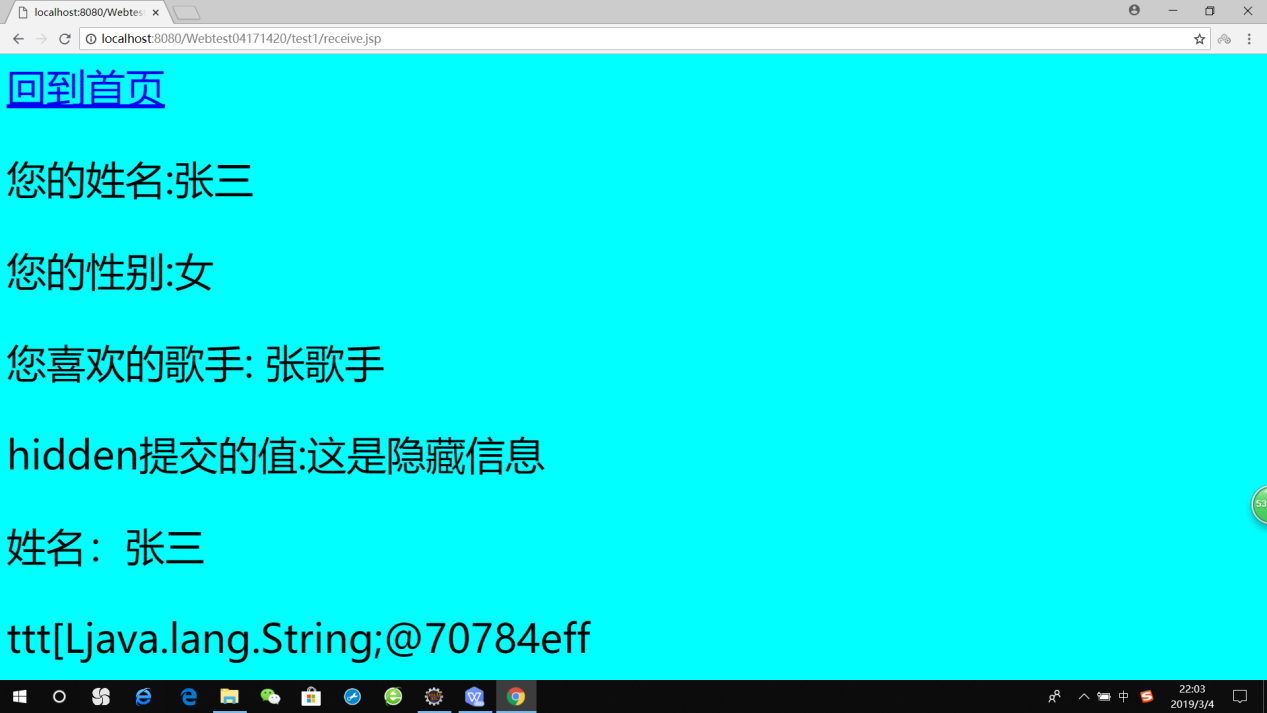 localhost:8080/Webtes
localhost:8080/Webtest04171420/test1/receive.jsp
回到首页
您的姓名:张三
您的性别:女
您喜欢的歌手: 张歌手
hidden提交的值:这是隐藏信息
姓名：张三
ttt[Ljava.lang.String;@70784eff
53
中
22:03
2019/3/4